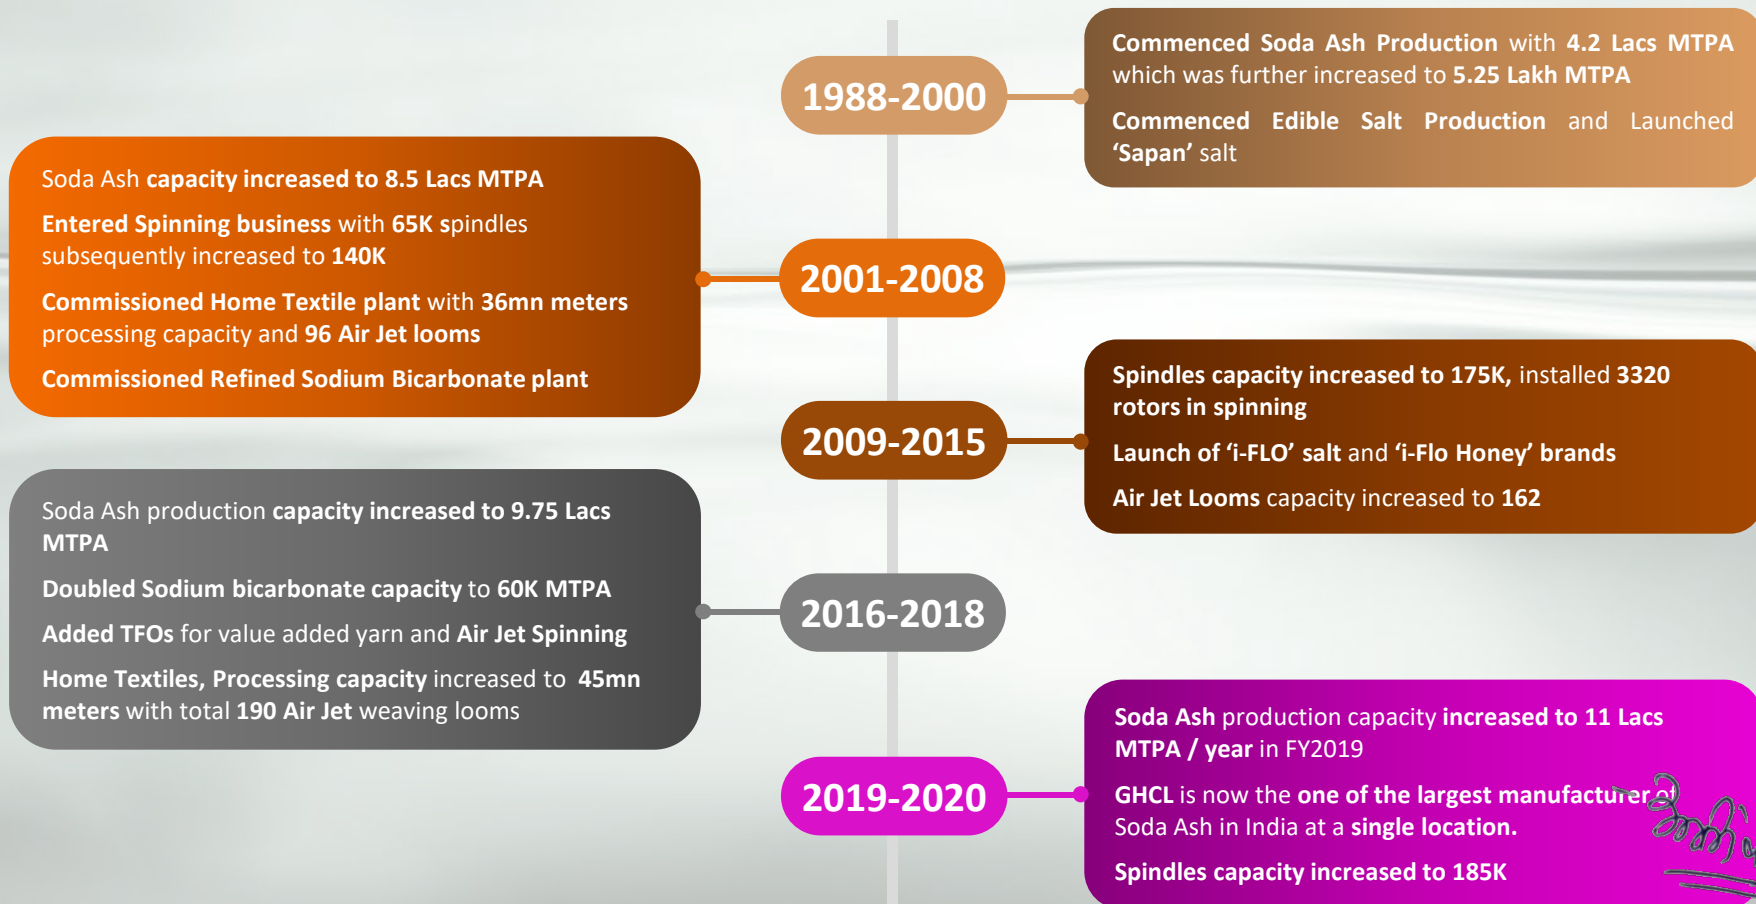 1988-2000
Commenced Soda Ash Production with 4.2 Lacs MTPA
which was further increased to 5.25 Lakh MTPA
Commenced Edible Salt Production and Launched
‘Sapan’ salt
2001-2008
Soda Ash capacity increased to 8.5 Lacs MTPA
Entered Spinning business with 65K spindles
subsequently increased to 140K
Commissioned Home Textile plant with 36mn meters
processing capacity and 96 Air Jet looms
Commissioned Refined Sodium Bicarbonate plant
2009-2015
Spindles capacity increased to 175K, installed 3320
rotors in spinning
Launch of ‘i-FLO’ salt and ‘i-Flo Honey’ brands
Air Jet Looms capacity increased to 162
2016-2018
Soda Ash production capacity increased to 9.75 Lacs
MTPA
Doubled Sodium bicarbonate capacity to 60K MTPA
Added TFOs for value added yarn and Air Jet Spinning
Home Textiles, Processing capacity increased to 45mn
meters with total 190 Air Jet weaving looms
2019-2020
Soda Ash production capacity increased to 11 Lacs
MTPA / year in FY2019
GHCL is now the one of the largest manufacturer of
Soda Ash in India at a single location.
Spindles capacity increased to 185K